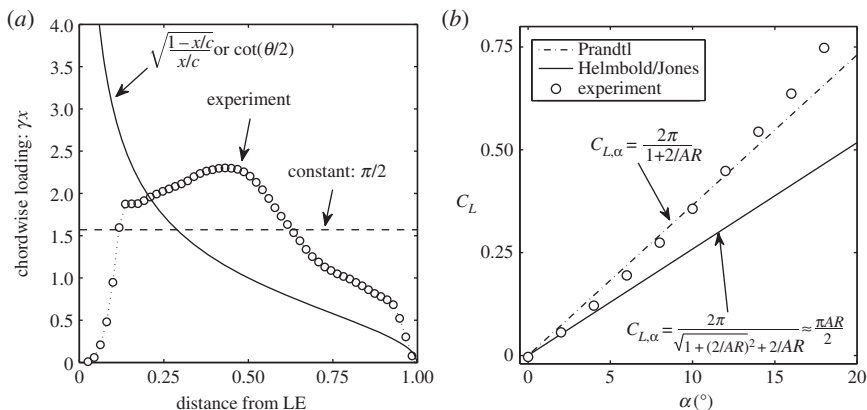 (a)
4.0
3.5
3.0
2.5
2.0
1.5
1.0
0.5
0
chordwise loading: γx
√((1 – x/c)/(x/c)) or cot(θ/2)
experiment
constant: π/2
0
0.25
0.50
0.75
1.00
distance from LE
(b)
0.75
0.50
0.25
0
C_L
Prandtl
Helmbold/Jones
experiment
C_{L,α} = 2π/(1+2/AR)
C_{L,α} = 2π/(√(1+(2/AR)²)+2/AR) ≈ πAR/2
0
5
10
15
20
α(°)